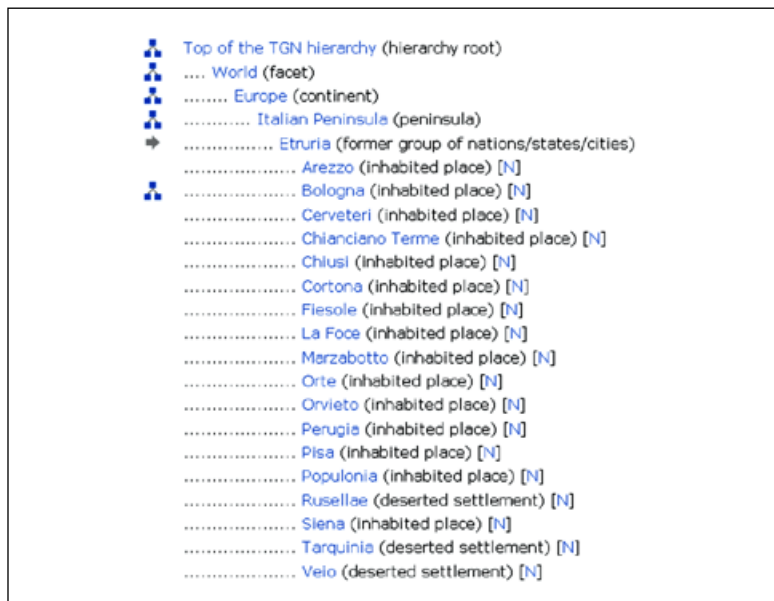 Top of the TGN hierarchy (hierarchy root)
.... World (facet)
........ Europe (continent)
............ Italian Peninsula (peninsula)
................ Etruria (former group of nations/states/cities)
.................... Arezzo (inhabited place) [N]
.................... Bologna (inhabited place) [N]
.................... Cerveteri (inhabited place) [N]
.................... Chianciano Terme (inhabited place) [N]
.................... Chiusi (inhabited place) [N]
.................... Cortona (inhabited place) [N]
.................... Fiesole (inhabited place) [N]
.................... La Foce (inhabited place) [N]
.................... Marzabotto (inhabited place) [N]
.................... Orte (inhabited place) [N]
.................... Orvieto (inhabited place) [N]
.................... Perugia (inhabited place) [N]
.................... Pisa (inhabited place) [N]
.................... Populonia (inhabited place) [N]
.................... Rusellae (deserted settlement) [N]
.................... Siena (inhabited place) [N]
.................... Tarquinia (deserted settlement) [N]
.................... Veio (deserted settlement) [N]